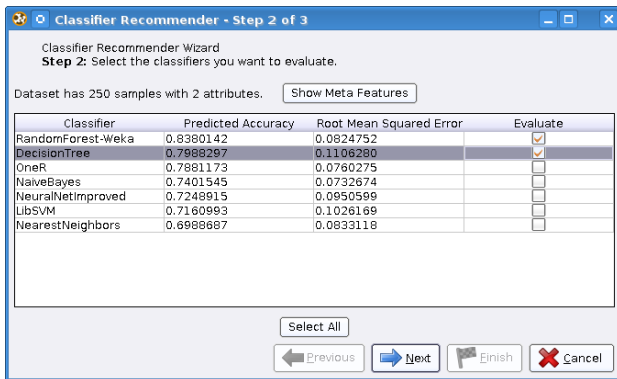 Classifier Recommender - Step 2 of 3
Classifier Recommender Wizard
Step 2: Select the classifiers you want to evaluate.
Dataset has 250 samples with 2 attributes. Show Meta Features
Classifier Predicted Accuracy Root Mean Squared Error Evaluate
RandomForest-Weka 0.8380142 0.0824752
DecisionTree 0.7988297 0.1106280
OneR 0.7881173 0.0760275
NaiveBayes 0.7401545 0.0732674
NeuralNetImproved 0.7248915 0.0950599
LibSVM 0.7160993 0.1026169
NearestNeighbors 0.6988687 0.0833118
Select All
Previous Next Finish Cancel